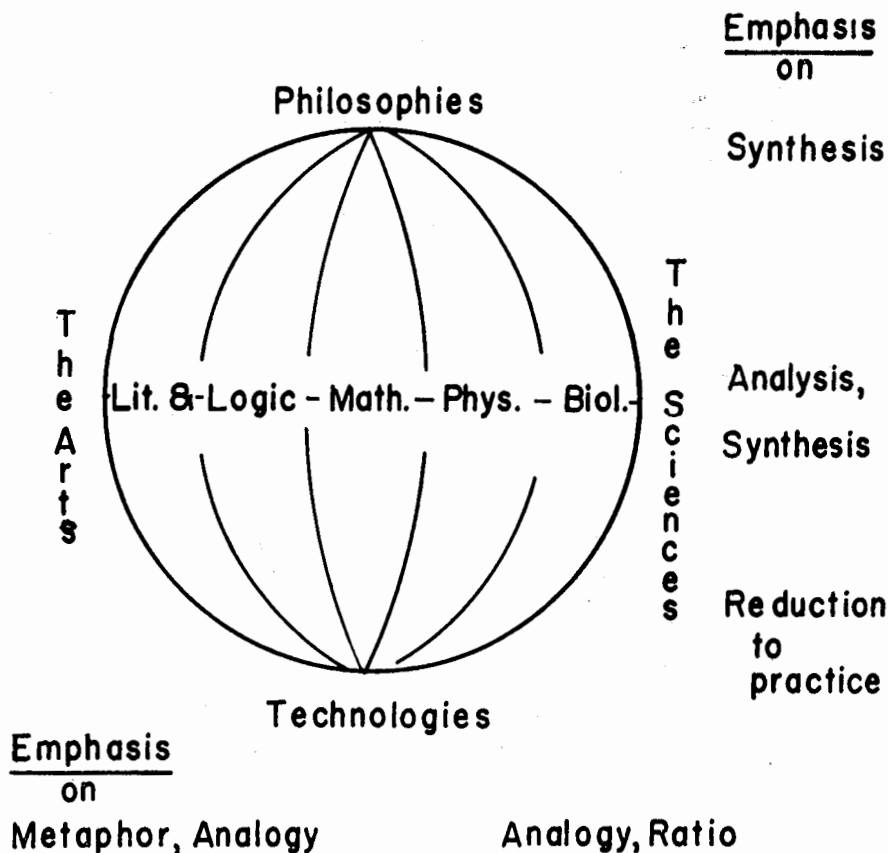 Emphasis
on
Philosophies
Synthesis
The Arts
Lit. &-Logic - Math. - Phys. - Biol.-
The Sciences
Analysis,
Synthesis
Reduction
to
practice
Technologies
Emphasis
on
Metaphor, Analogy
Analogy, Ratio